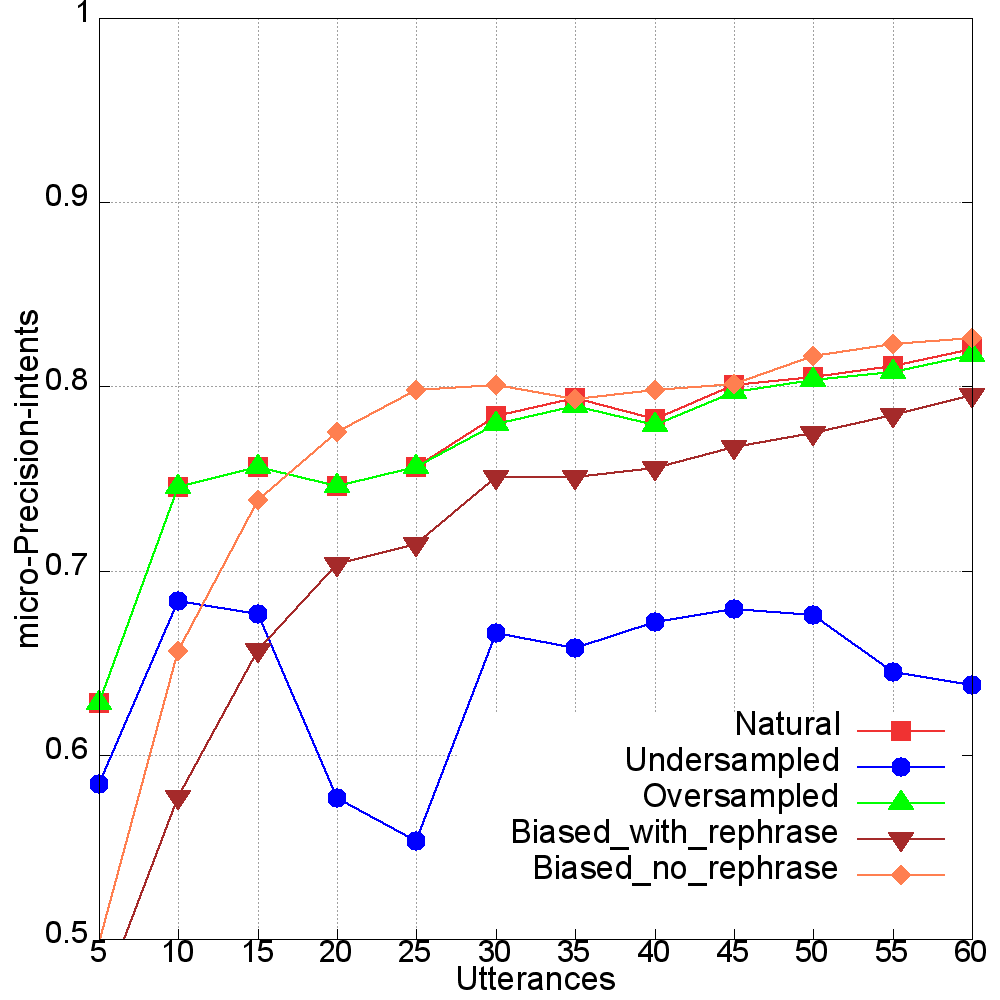 1
0.9
0.8
0.7
0.6
0.5
micro-Precision-intents
Natural
Undersampled
Oversampled
Biased_with_rephrase
Biased_no_rephrase
5 10 15 20 25 30 35 40 45 50 55 60
Utterances